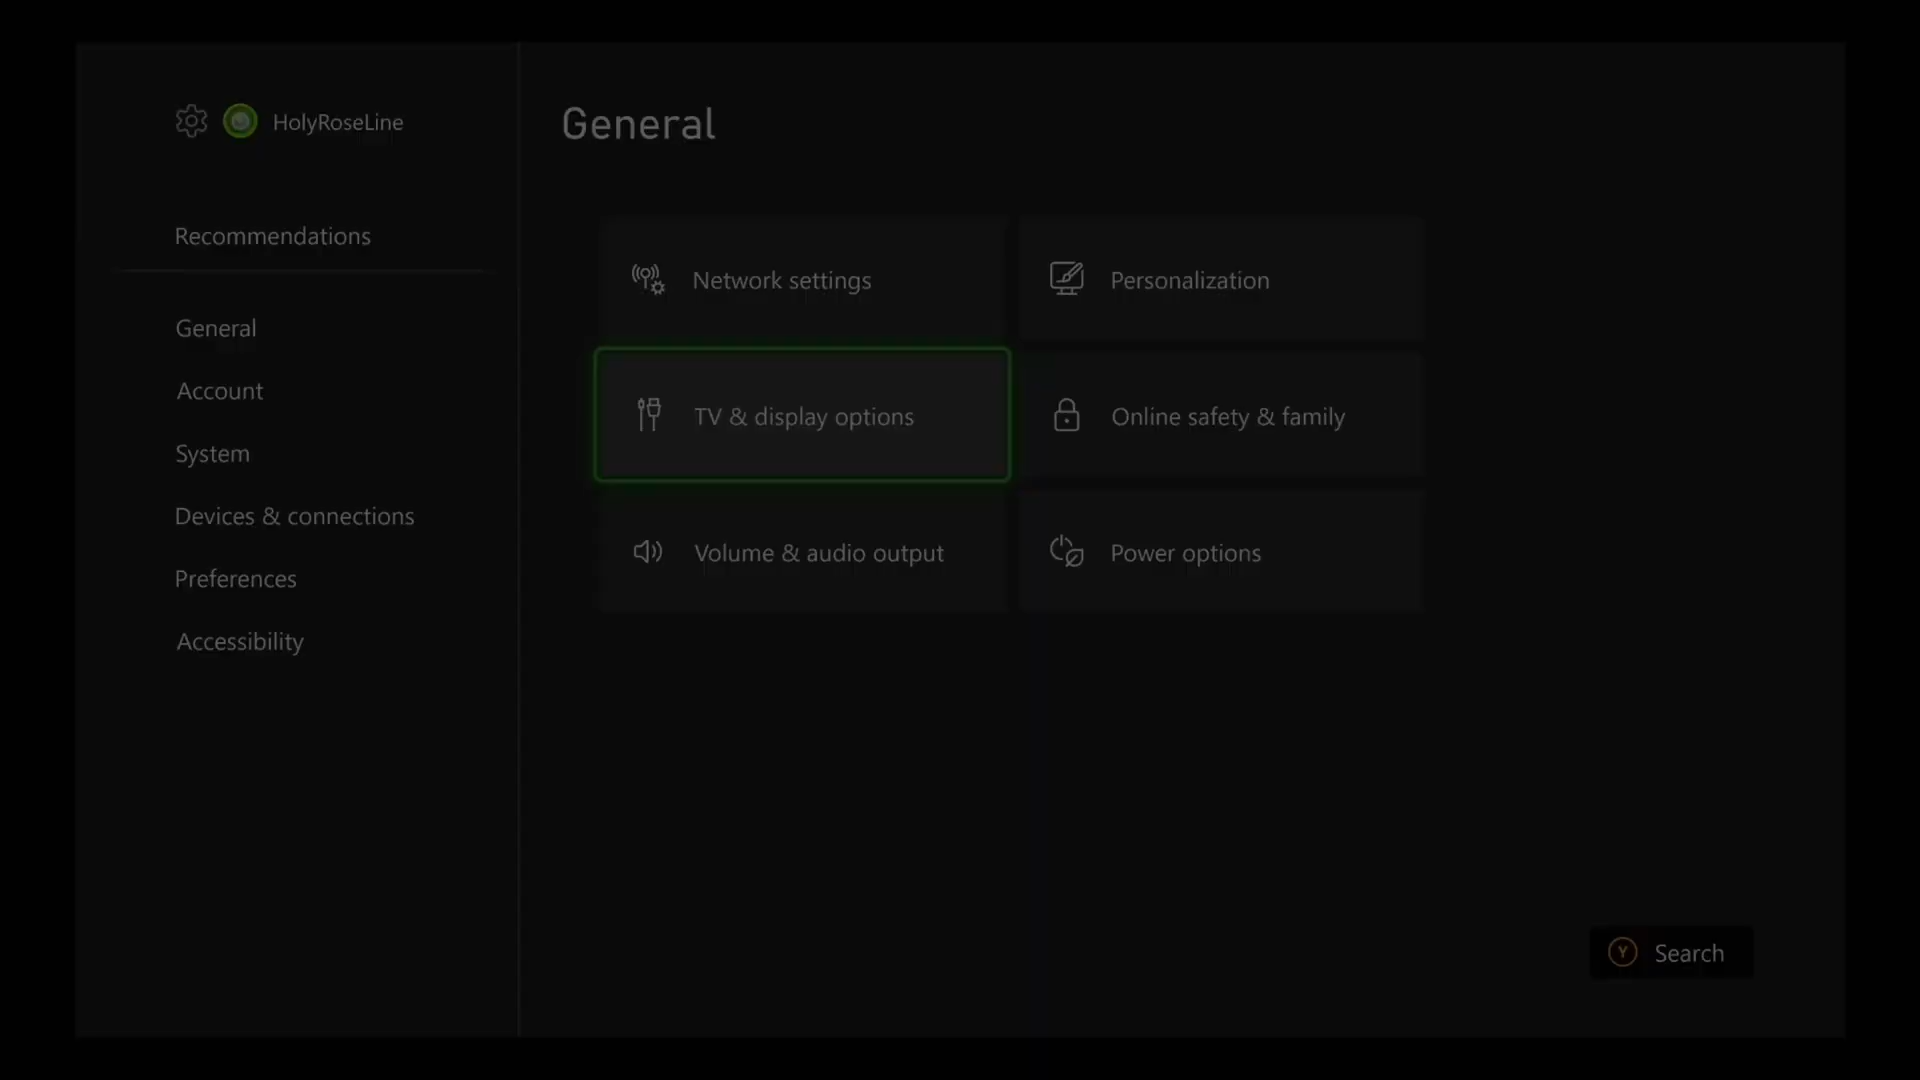 HolyRoseLine
Recommendations
General
Account
System
Devices & connections
Preferences
Accessibility
General
Network settings
Personalization
TV & display options
Online safety & family
Volume & audio output
Power options
Y Search